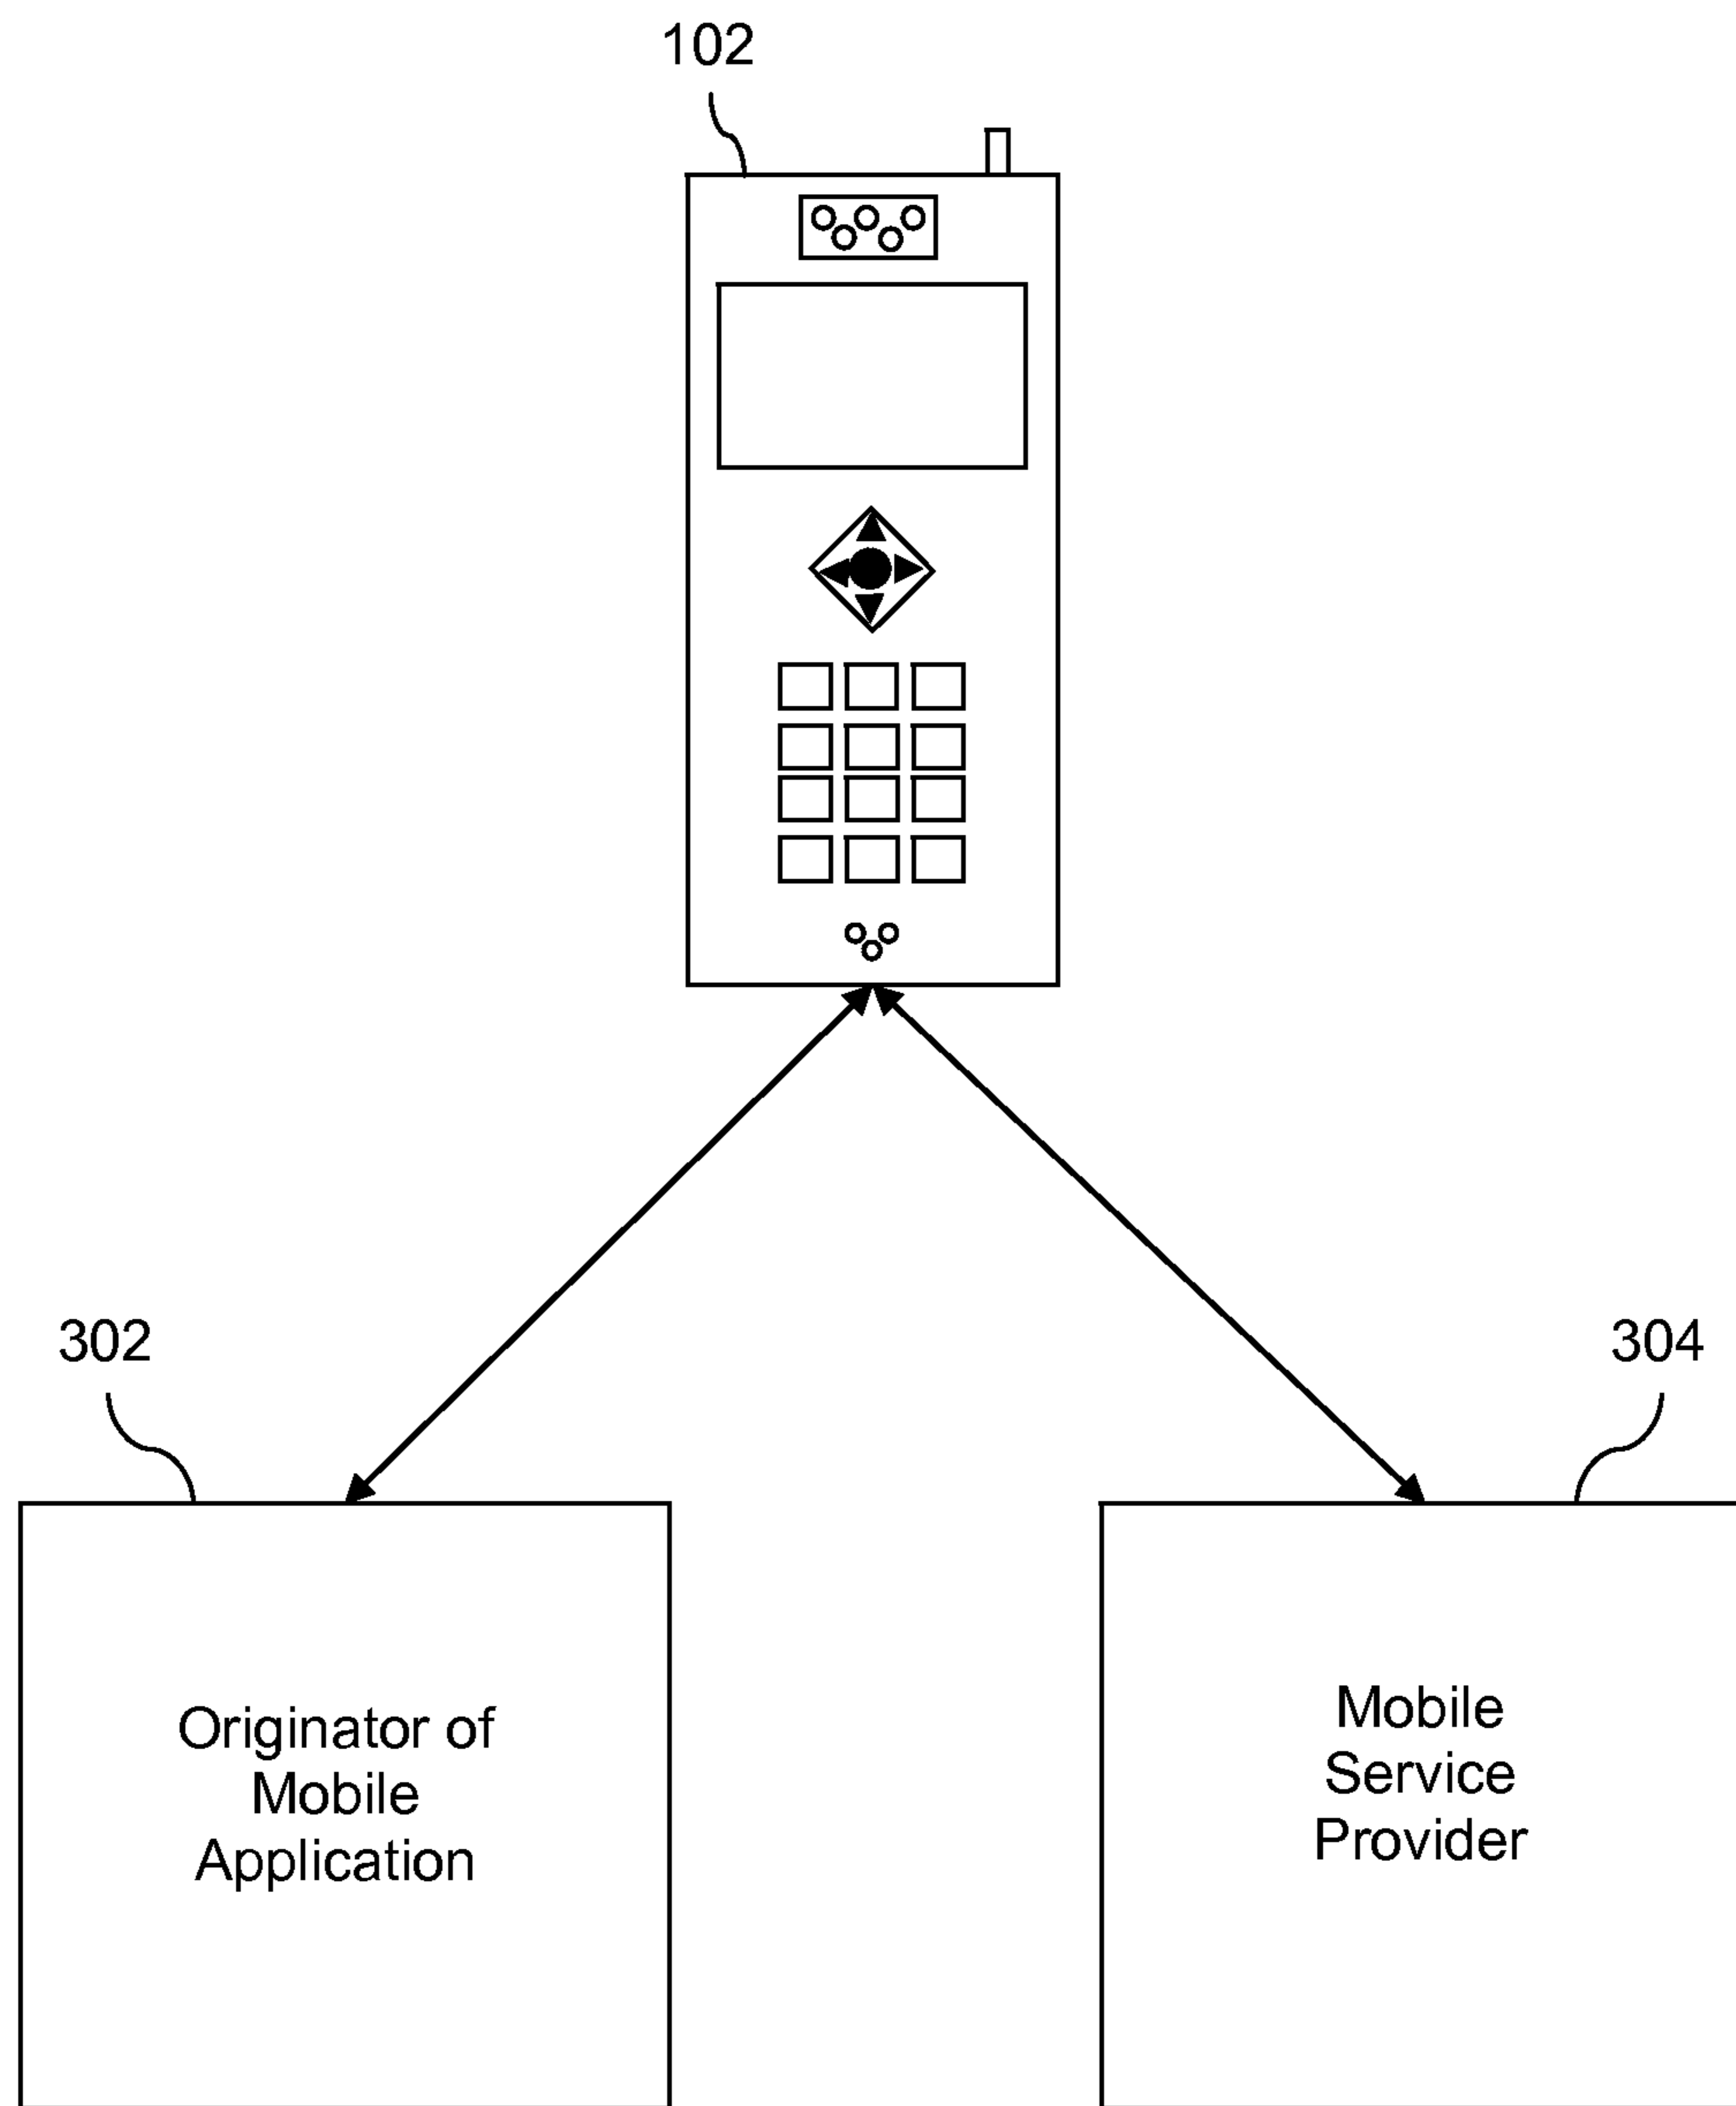 102
302
304
Originator of
Mobile
Application
Mobile
Service
Provider